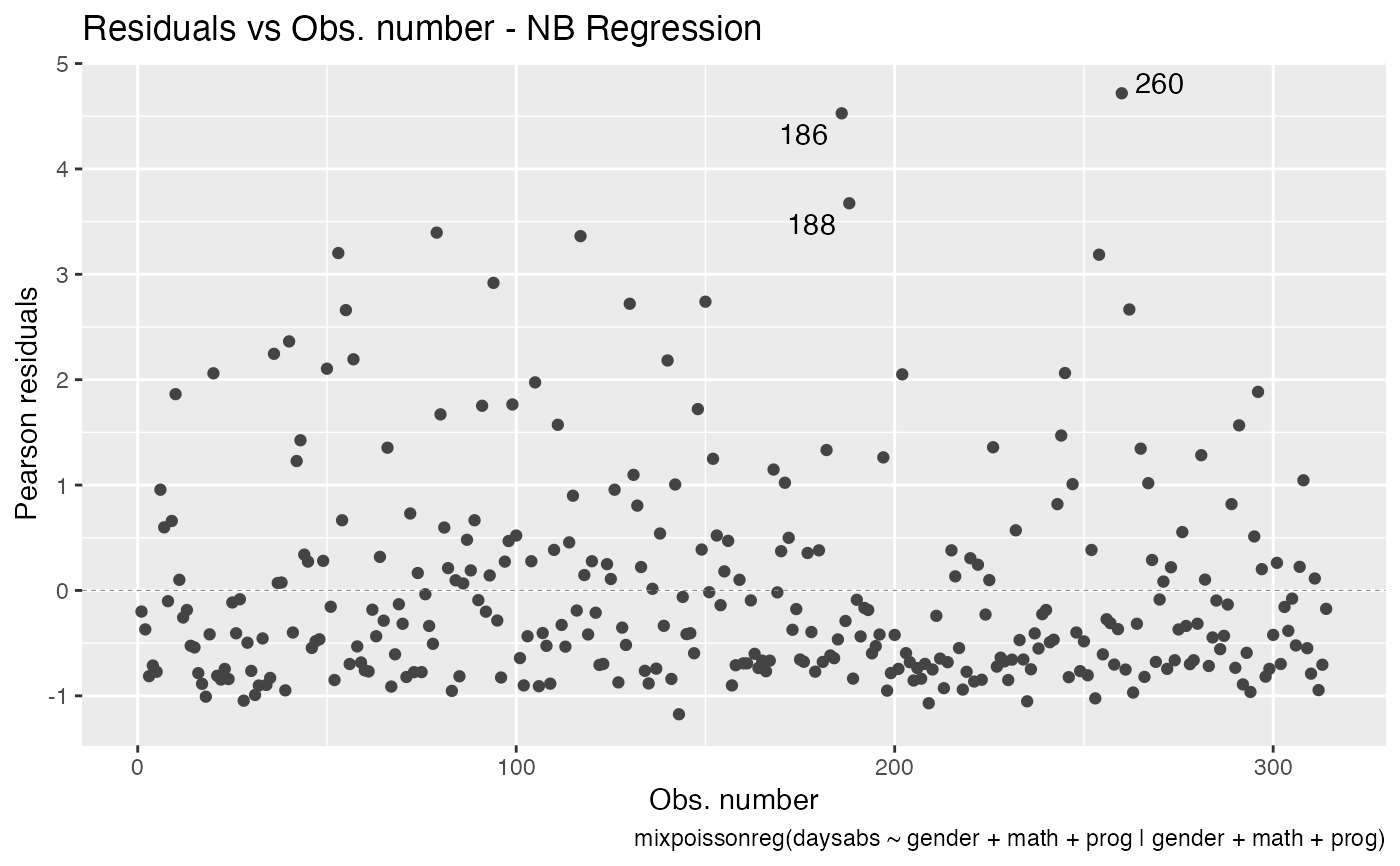 Residuals vs Obs. number - NB Regression
5
4
3
2
1
0
-1
Pearson residuals
260
186
188
0 100 200 300
Obs. number
mixpoissonreg(daysabs ~ gender + math + prog | gender + math + prog)